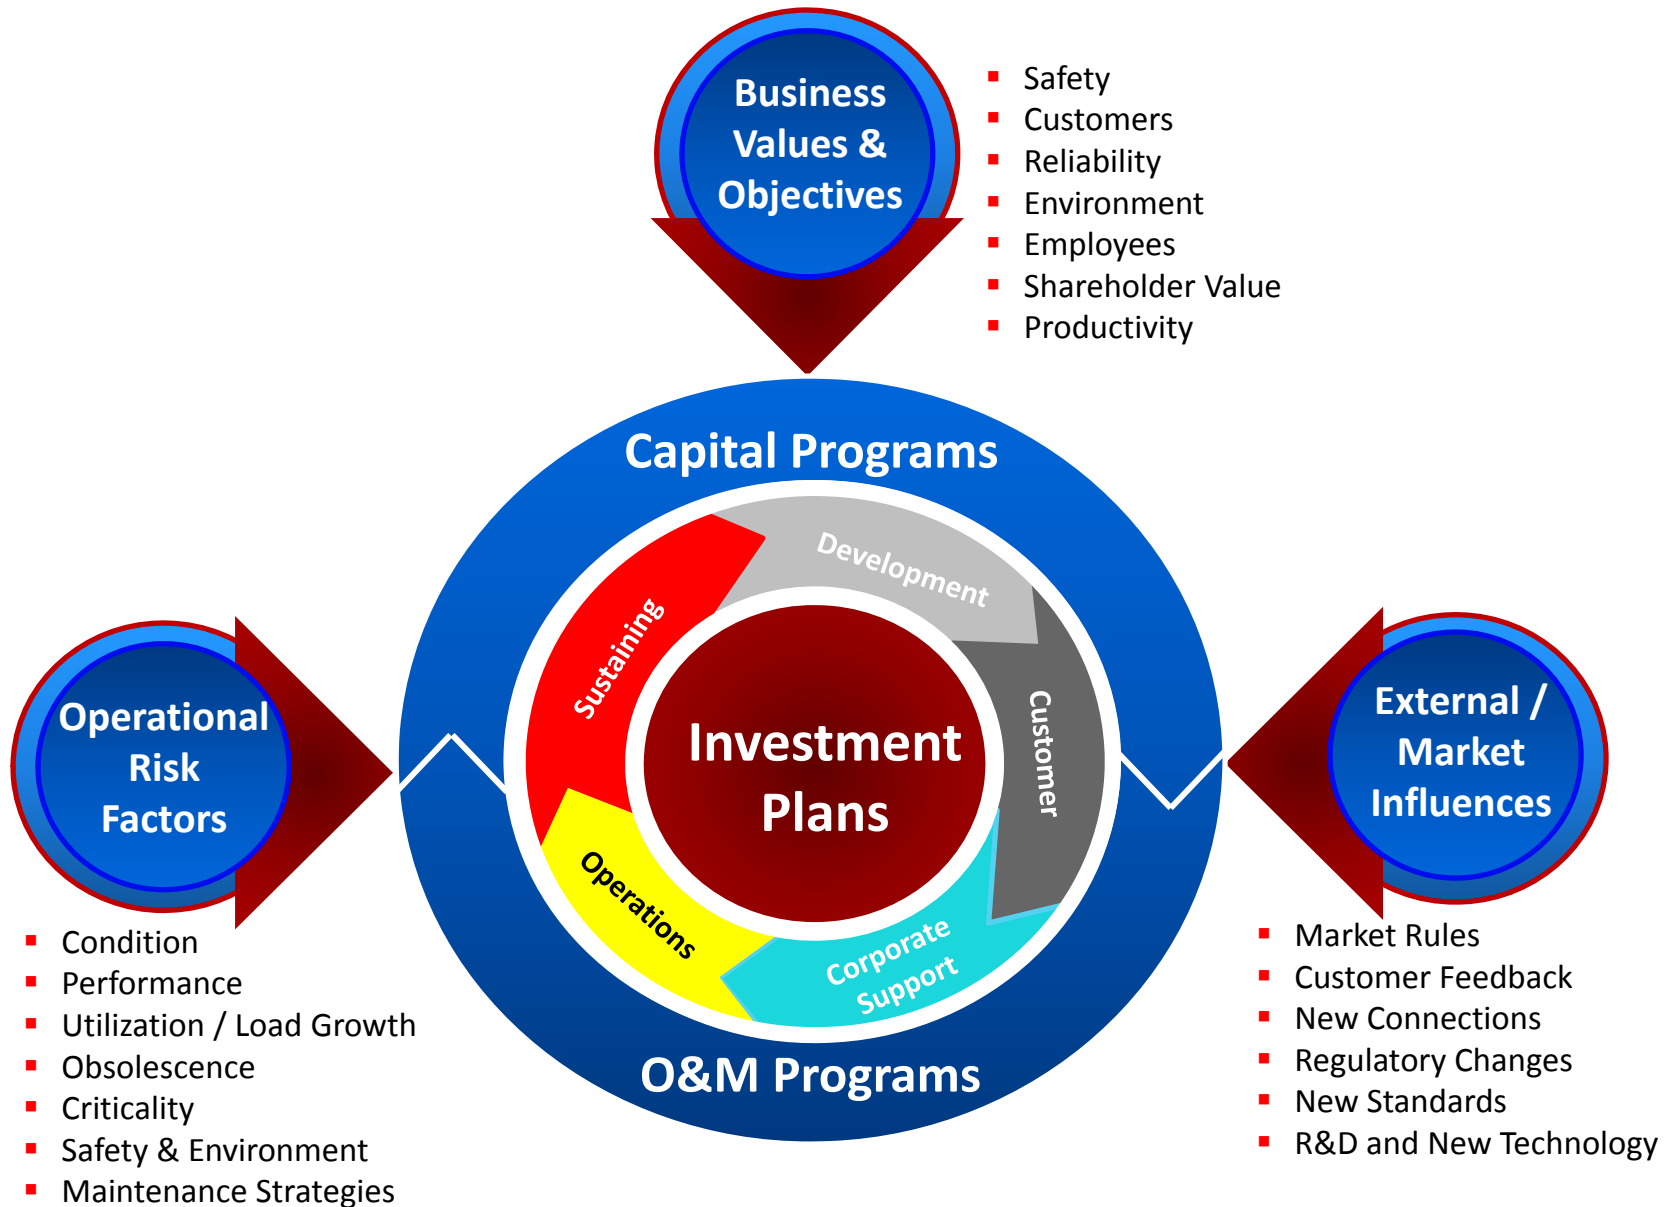 Business
Values &
Objectives
Safety
Customers
Reliability
Environment
Employees
Shareholder Value
Productivity
Capital Programs
Development
Sustaining
Customer
Investment
Plans
Operations
Corporate
Support
O&M Programs
Operational
Risk
Factors
Condition
Performance
Utilization / Load Growth
Obsolescence
Criticality
Safety & Environment
Maintenance Strategies
External /
Market
Influences
Market Rules
Customer Feedback
New Connections
Regulatory Changes
New Standards
R&D and New Technology